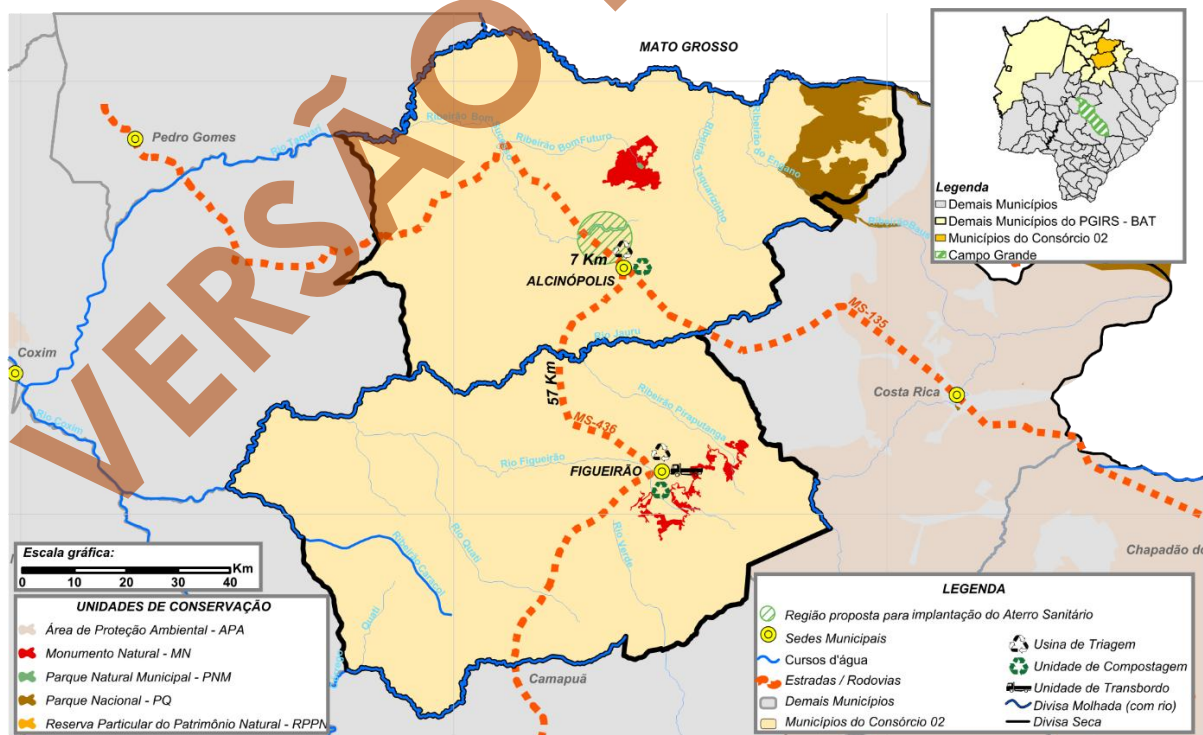 VERSÃO
MATO GROSSO
Pedro Gomes
Rio Taquari
Ribeirão Bom
Sucesso
Ribeirão BomFuturo
Ribeirão Taquarizinho
Ribeirão do Engano
7 Km
ALCINÓPOLIS
Rio Jauru
MS-135
Coxim
Rio Coxim
Costa Rica
57 Km
MS-436
Ribeirão Piraputanga
Rio Figueirão
FIGUEIRÃO
Rio Quati
Ribeirão Caracol
Rio Verde
Quati
Camapuã
Chapadão do
Legenda
Demais Municípios
Demais Municípios do PGIRS - BAT
Municípios do Consórcio 02
Campo Grande
Escala gráfica:
0 10 20 30 40 Km
UNIDADES DE CONSERVAÇÃO
Área de Proteção Ambiental - APA
Monumento Natural - MN
Parque Natural Municipal - PNM
Parque Nacional - PQ
Reserva Particular do Patrimônio Natural - RPPN
LEGENDA
Região proposta para implantação do Aterro Sanitário
Sedes Municipais
Cursos d'água
Estradas / Rodovias
Demais Municípios
Municípios do Consórcio 02
Usina de Triagem
Unidade de Compostagem
Unidade de Transbordo
Divisa Molhada (com rio)
Divisa Seca